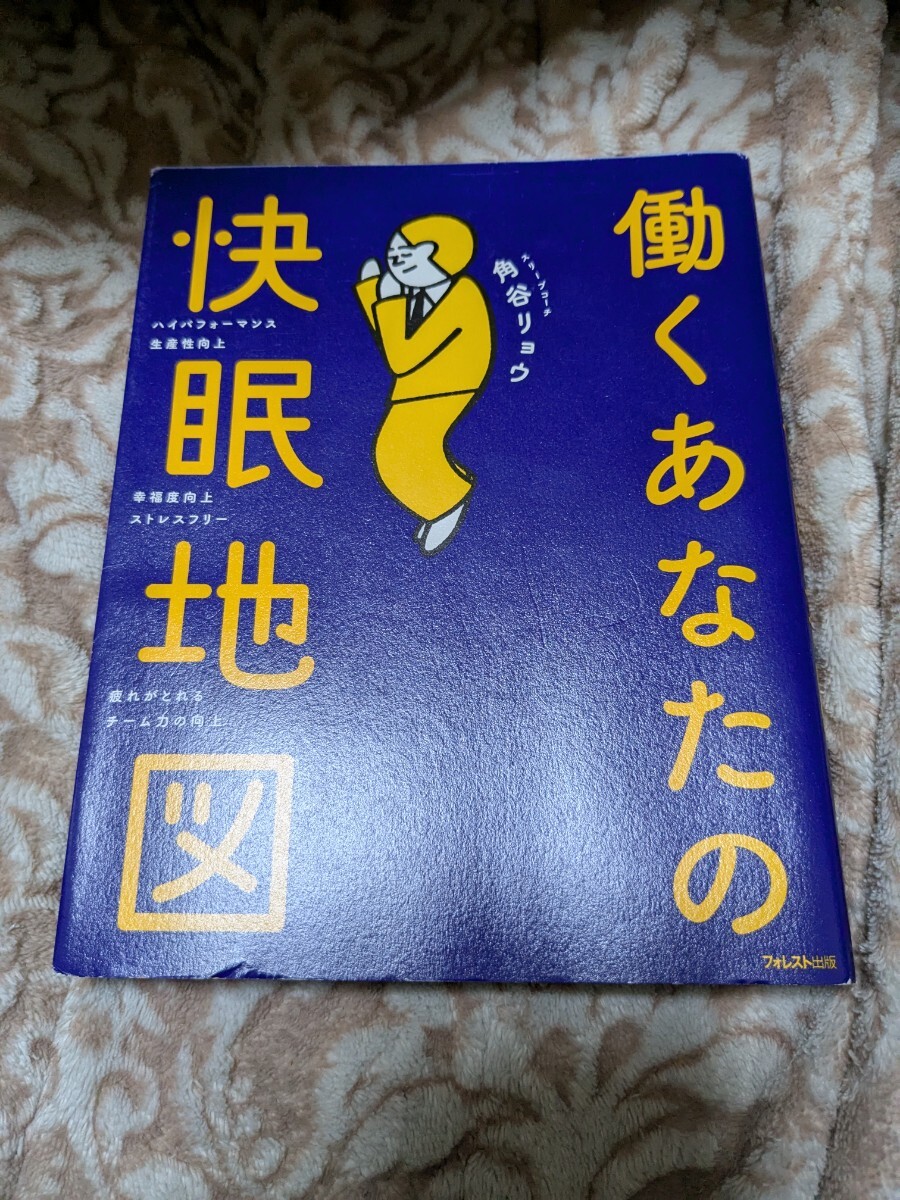 働くあなたの
スリープコーチ
角谷リョウ
快眠地図
ハイパフォーマンス
生産性向上
幸福度向上
ストレスフリー
疲れがとれる
チーム力の向上
フォレスト出版